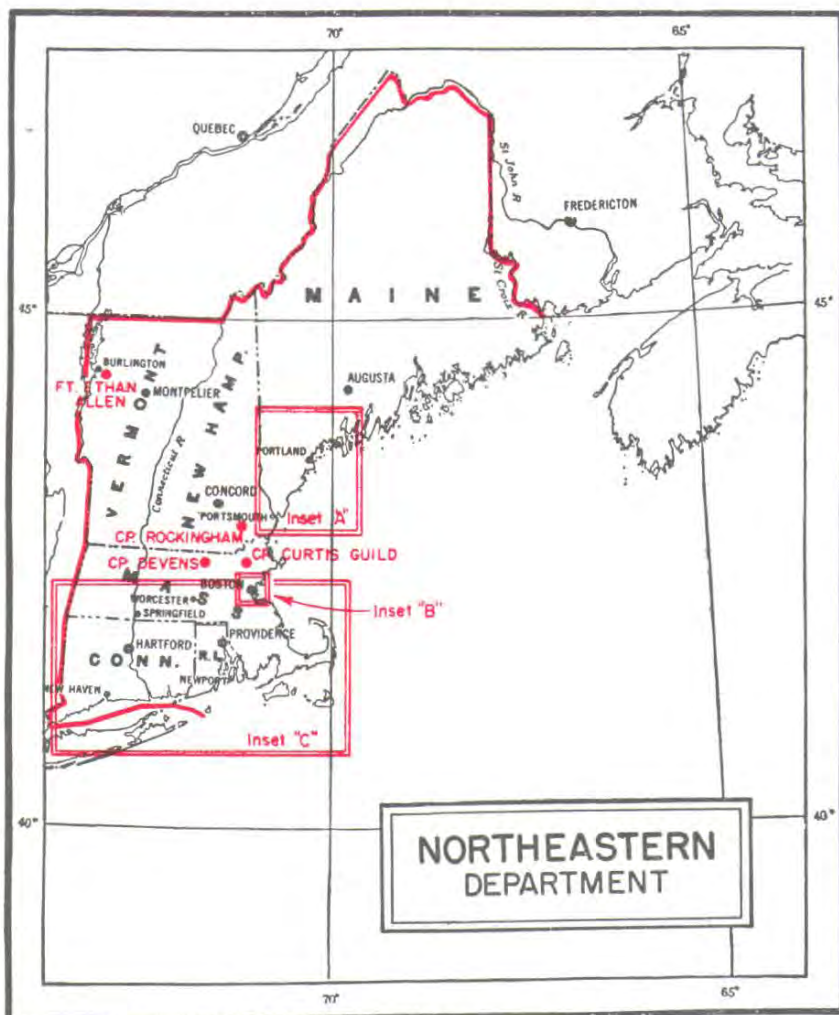 70°
65°
QUEBEC
St John R
FREDERICTON
St Croix R
MAINE
45°
45°
BURLINGTON
FT. ETHAN
ALLEN
MONTPELIER
VERMONT
NEW HAMP.
Connecticut R
AUGUSTA
PORTLAND
CONCORD
PORTSMOUTH
Inset "A"
CP. ROCKINGHAM
CP. DEVENS
CP. CURTIS GUILD
MASS
BOSTON
Inset "B"
WORCESTER
SPRINGFIELD
PROVIDENCE
HARTFORD
CONN.
R.I.
NEWPORT
NEW HAVEN
Inset "C"
40°
40°
NORTHEASTERN
DEPARTMENT
70°
65°